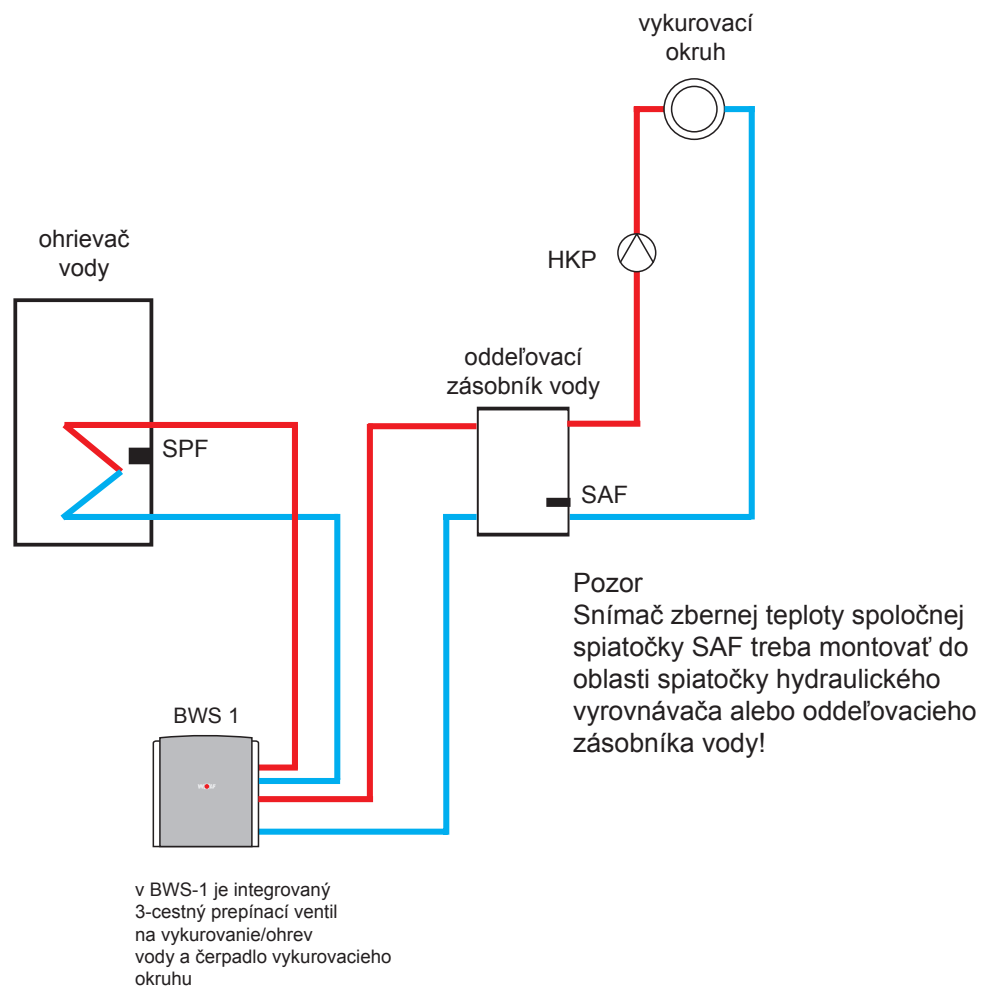 vykurovací
okruh
ohrievač
vody
HKP
oddeľovací
zásobník vody
SPF
SAF
Pozor
Snímač zbernej teploty spoločnej
spiatočky SAF treba montovať do
oblasti spiatočky hydraulického
vyrovnávača alebo oddeľovacieho
zásobníka vody!
BWS 1
v BWS-1 je integrovaný
3-cestný prepínací ventil
na vykurovanie/ohrev
vody a čerpadlo vykurovacieho
okruhu